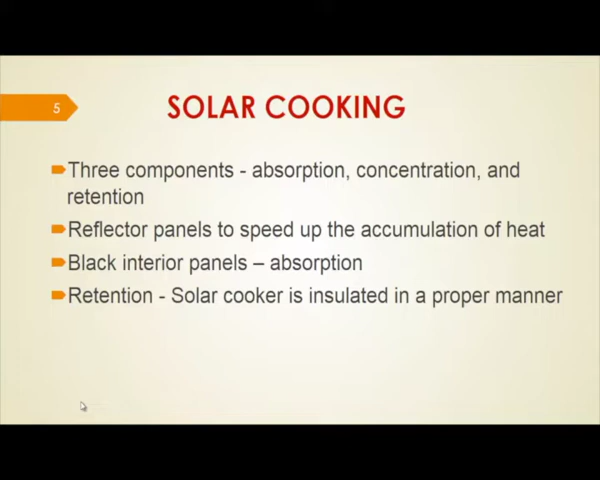 5
SOLAR COOKING
Three components - absorption, concentration, and
retention
Reflector panels to speed up the accumulation of heat
Black interior panels – absorption
Retention - Solar cooker is insulated in a proper manner